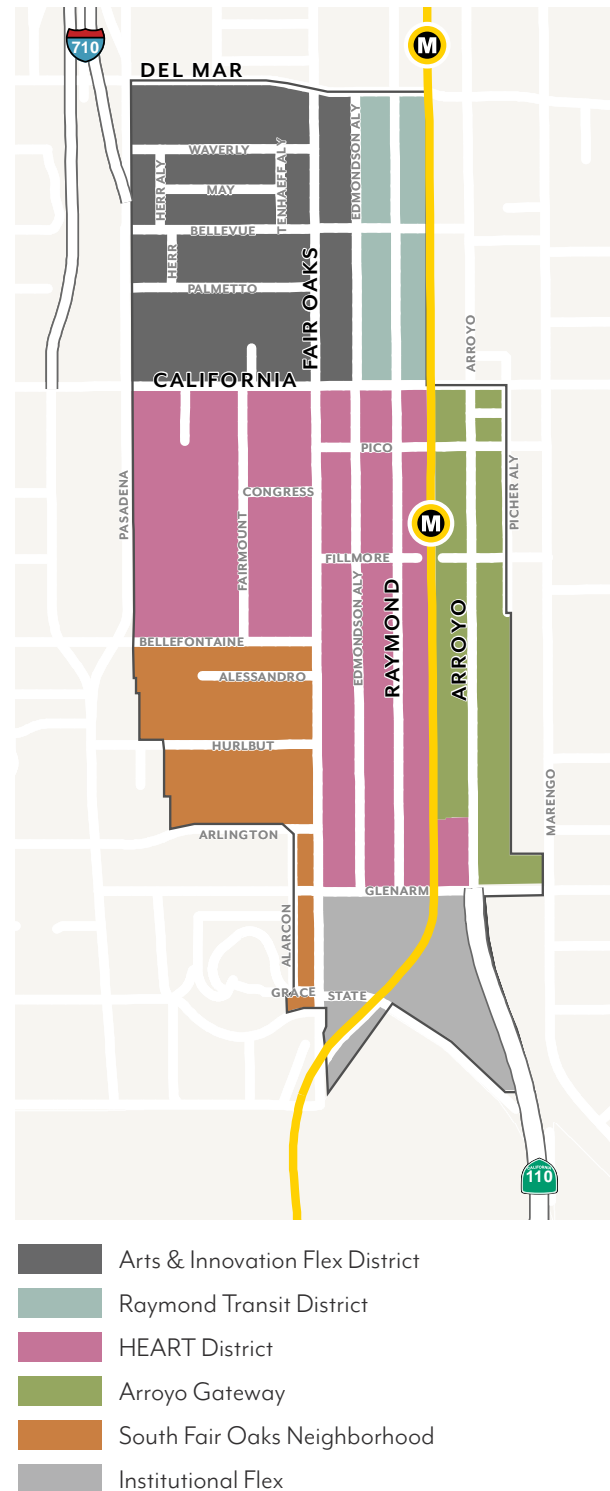 710
M
DEL MAR
WAVERLY
HERR ALY
MAY
TENHAEFF ALY
EDMONDSON ALY
BELLEVUE
HERR
PALMETTO
FAIR OAKS
ARROYO
CALIFORNIA
PICO
PASADENA
CONGRESS
PICHER ALY
FAIRMOUNT
M
FILLMORE
EDMONDSON ALY
RAYMOND
ARROYO
BELLEFONTAINE
ALESSANDRO
HURLBUT
MARENGO
ARLINGTON
GLENARM
ALARCON
GRACE
STATE
CALIFORNIA
110
Arts & Innovation Flex District
Raymond Transit District
HEART District
Arroyo Gateway
South Fair Oaks Neighborhood
Institutional Flex